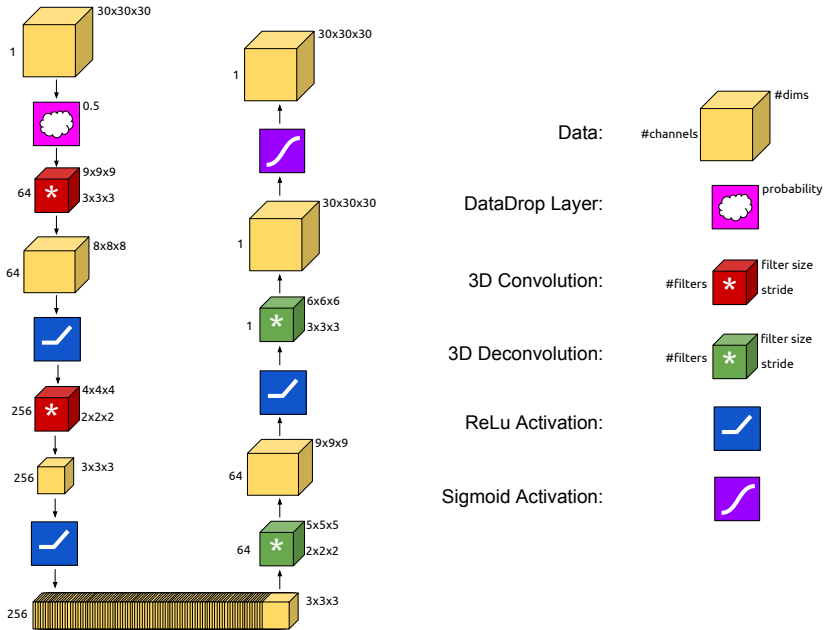 30x30x30
1
0.5
9x9x9
64
3x3x3
8x8x8
64
4x4x4
256
2x2x2
3x3x3
256
256
3x3x3
30x30x30
1
30x30x30
1
6x6x6
1
3x3x3
9x9x9
64
5x5x5
64
2x2x2
Data:
#dims
#channels
DataDrop Layer:
probability
3D Convolution:
filter size
#filters
stride
3D Deconvolution:
filter size
#filters
stride
ReLu Activation:
Sigmoid Activation: